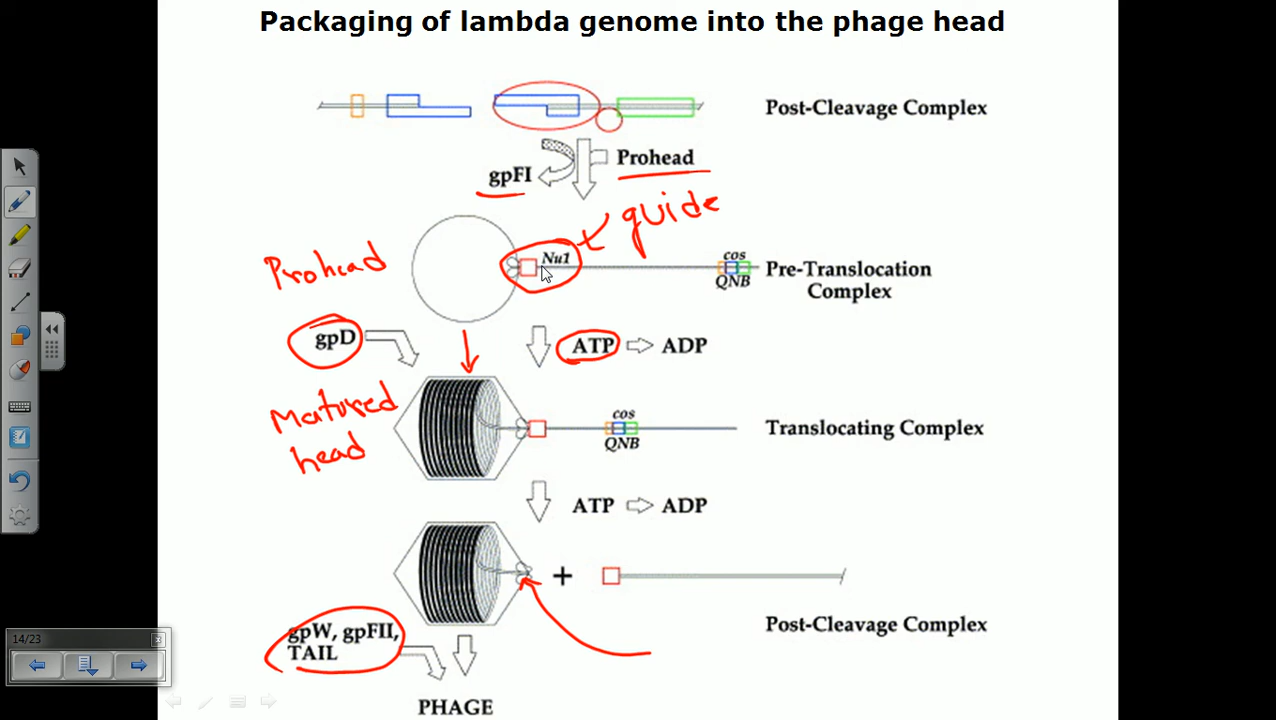 Packaging of lambda genome into the phage head
Post-Cleavage Complex
Prohead
gpFI
guide
Prohead
Nu1
cos
QNB
Pre-Translocation
Complex
gpD
ATP
ADP
Matured
head
cos
QNB
Translocating Complex
ATP
ADP
+
Post-Cleavage Complex
gpW, gpFII,
TAIL
PHAGE
14/23